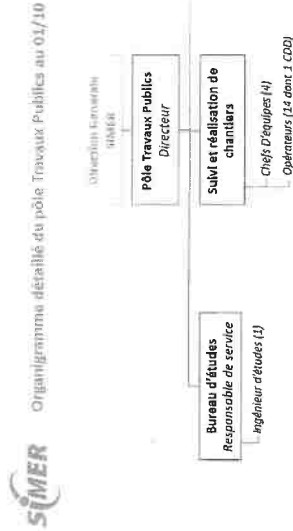 SIMER
Organigramme détaillé du pôle Travaux Publics au 01/10
Direction Générale
SIMER
Pôle Travaux Publics
Directeur
Bureau d'études
Responsable de service
Ingénieur d'études (1)
Suivi et réalisation de
chantiers
Chefs D'équipes (4)
Opérateurs (14 dont 1 CDD)